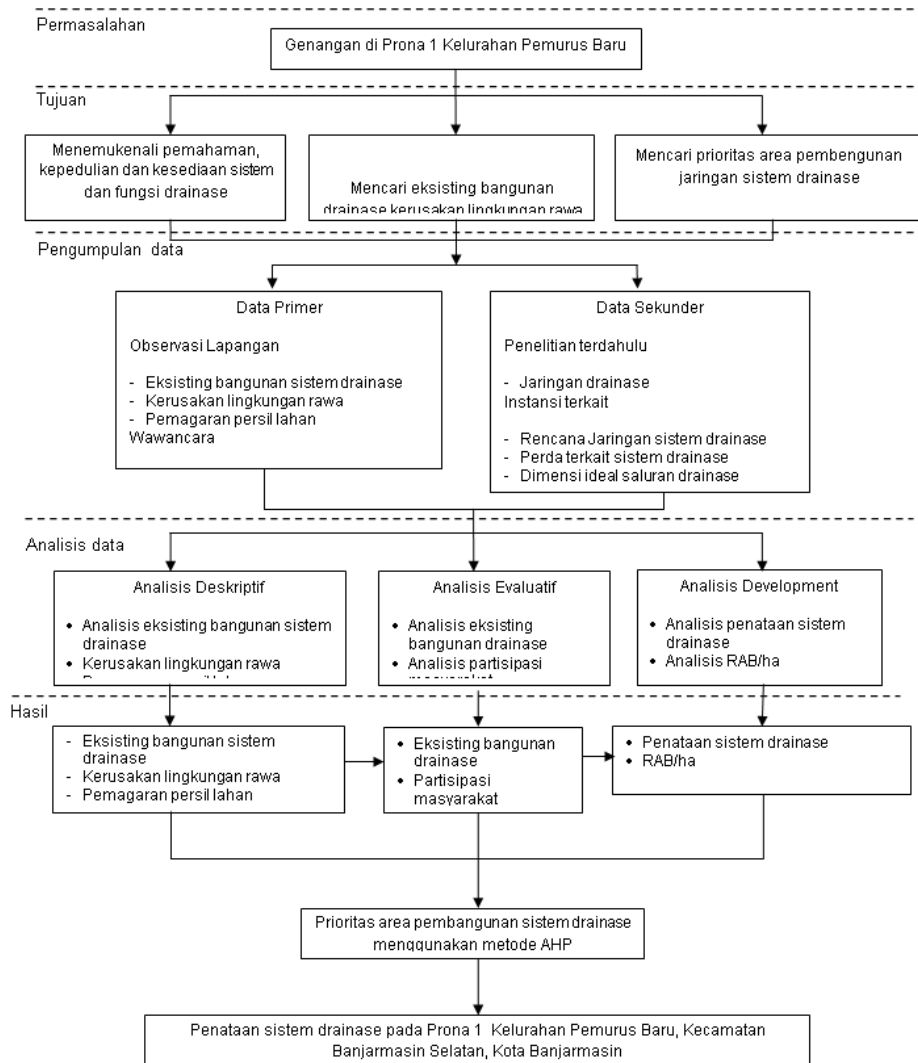 Permasalahan
Genangan di Prona 1 Kelurahan Pemurus Baru
Tujuan
Menemukenali pemahaman,
kepedulian dan kesediaan sistem
dan fungsi drainase
Mencari eksisting bangunan
drainase kerusakan lingkungan rawa
Mencari prioritas area pembengunan
jaringan sistem drainase
Pengumpulan data
Data Primer
Observasi Lapangan
- Eksisting bangunan sistem drainase
- Kerusakan lingkungan rawa
- Pemagaran persil lahan
Wawancara
Data Sekunder
Penelitian terdahulu
- Jaringan drainase
Instansi terkait
- Rencana Jaringan sistem drainase
- Perda terkait sistem drainase
- Dimensi ideal saluran drainase
Analisis data
Analisis Deskriptif
• Analisis eksisting bangunan sistem
drainase
• Kerusakan lingkungan rawa
Analisis Evaluatif
• Analisis eksisting
bangunan drainase
• Analisis partisipasi
masyarakat
Analisis Development
• Analisis penataan sistem
drainase
• Analisis RAB/ha
Hasil
- Eksisting bangunan sistem
drainase
- Kerusakan lingkungan rawa
- Pemagaran persil lahan
• Eksisting bangunan
drainase
• Partisipasi
masyarakat
• Penataan sistem drainase
• RAB/ha
Prioritas area pembangunan sistem drainase
menggunakan metode AHP
Penataan sistem drainase pada Prona 1 Kelurahan Pemurus Baru, Kecamatan
Banjarmasin Selatan, Kota Banjarmasin